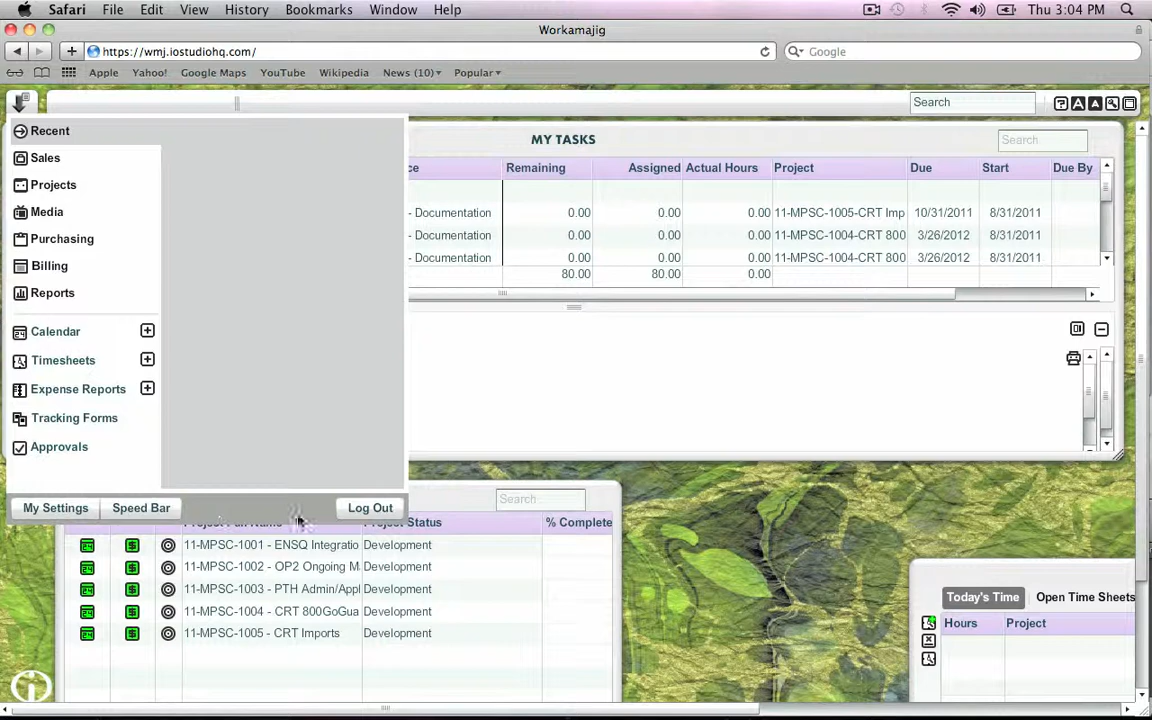 Safari File Edit View History Bookmarks Window Help Thu 3:04 PM
Workamajig
https://wmj.iostudiohq.com/ Google
Apple Yahoo! Google Maps YouTube Wikipedia News (10) Popular
Search
Recent
Sales
Projects
Media
Purchasing
Billing
Reports
Calendar
Timesheets
Expense Reports
Tracking Forms
Approvals
My Settings Speed Bar Log Out
MY TASKS Search
ce Remaining Assigned Actual Hours Project Due Start Due By
- Documentation 0.00 0.00 0.00 11-MPSC-1005-CRT Imp 10/31/2011 8/31/2011
- Documentation 0.00 0.00 0.00 11-MPSC-1004-CRT 800 3/26/2012 8/31/2011
- Documentation 0.00 0.00 0.00 11-MPSC-1004-CRT 800 3/26/2012 8/31/2011
80.00 80.00 0.00
Search
Project Full Name Project Status % Complete
11-MPSC-1001 - ENSQ Integratio Development
11-MPSC-1002 - OP2 Ongoing M Development
11-MPSC-1003 - PTH Admin/Appl Development
11-MPSC-1004 - CRT 800GoGua Development
11-MPSC-1005 - CRT Imports Development
Today's Time Open Time Sheets
Hours Project